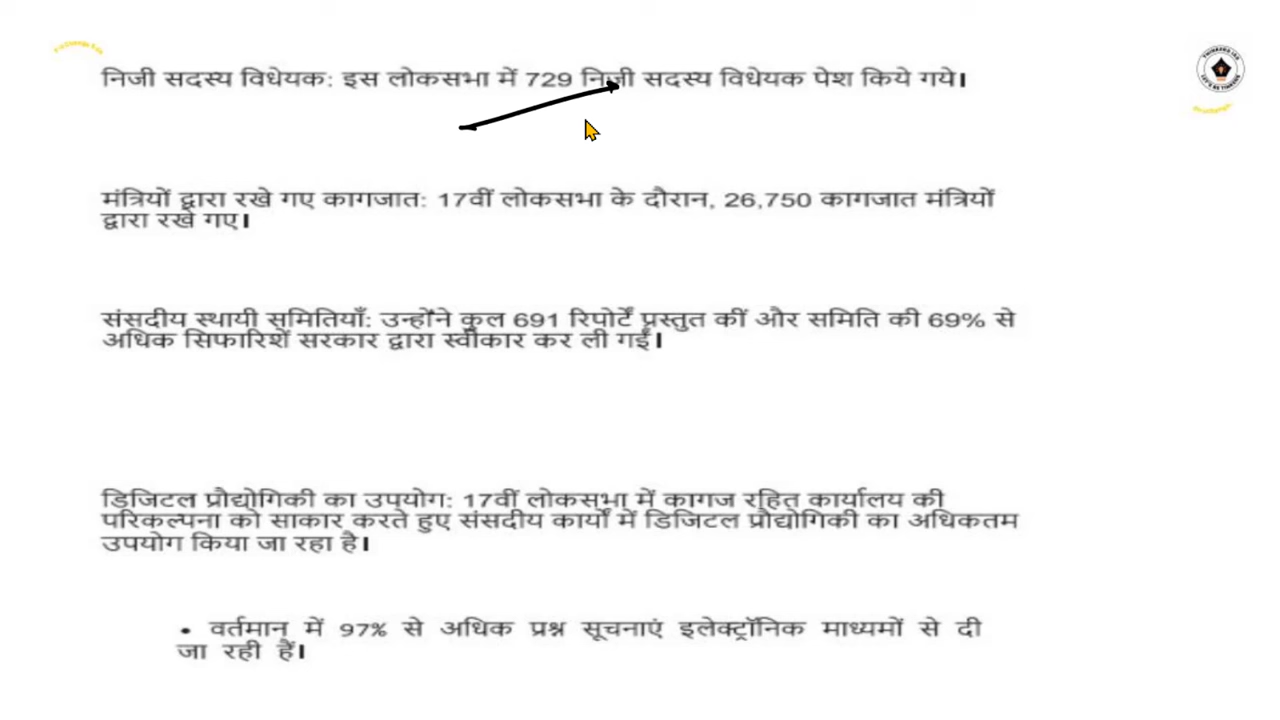 निजी सदस्य विधेयक: इस लोकसभा में 729 निजी सदस्य विधेयक पेश किये गये।
मंत्रियों द्वारा रखे गए कागजात: 17वीं लोकसभा के दौरान, 26,750 कागजात मंत्रियों
द्वारा रखे गए।
संसदीय स्थायी समितियाँ: उन्होंने कुल 691 रिपोर्टें प्रस्तुत कीं और समिति की 69% से
अधिक सिफारिशें सरकार द्वारा स्वीकार कर ली गईं।
डिजिटल प्रौद्योगिकी का उपयोग: 17वीं लोकसभा में कागज रहित कार्यालय की
परिकल्पना को साकार करते हुए संसदीय कार्यों में डिजिटल प्रौद्योगिकी का अधिकतम
उपयोग किया जा रहा है।
• वर्तमान में 97% से अधिक प्रश्न सूचनाएं इलेक्ट्रॉनिक माध्यमों से दी
जा रही हैं।